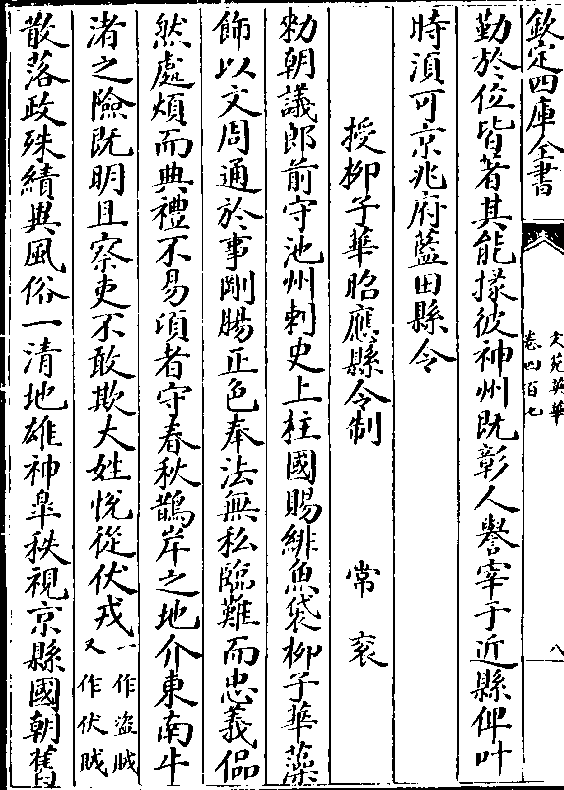 欽定四庫全書
文苑英華
卷四百七
八
勤於位皆著其能掾彼神州既彰人譽宰于近縣俾叶
時湏可京兆府藍田縣令
授柳子華昭應縣令制
常衮
勑朝議郎前守池州刺史上柱國賜緋魚袋柳子華藻
飾以文周通於事剛腸正色奉法無私臨難而忠義偘
然處煩而典禮不易頃者守春秋鵲岸之地介東南牛
渚之險既明且察吏不敢欺大姓恱從伏戎一作盗賊
又作伏賊
散落政殊績異風俗一清地雄神臯秩視京縣國朝舊